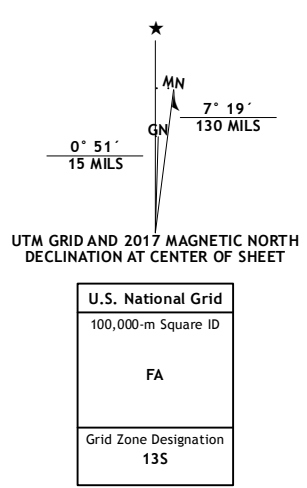 MN
GN
7° 19´
130 MILS
0° 51´
15 MILS
UTM GRID AND 2017 MAGNETIC NORTH
DECLINATION AT CENTER OF SHEET
U.S. National Grid
100,000-m Square ID
FA
Grid Zone Designation
13S